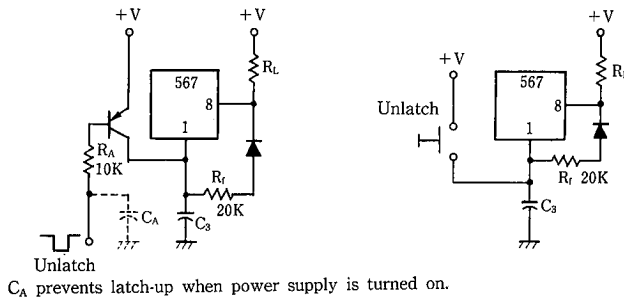 +V
+V
R_L
567
8
1
R_A
10K
R_f
20K
C_A
C_3
Unlatch
+V
+V
567
8
1
Unlatch
R_f 20K
C_3
C_A prevents latch-up when power supply is turned on.